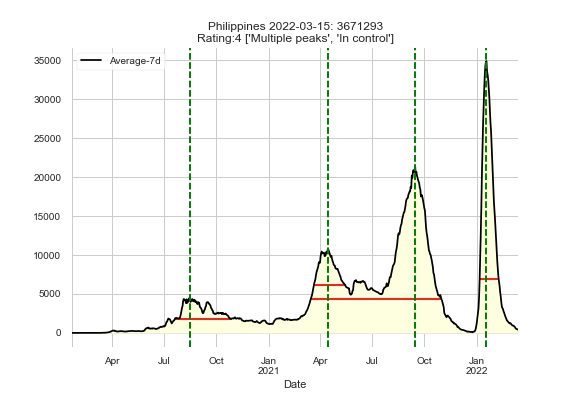 Philippines 2022-03-15: 3671293
Rating:4 ['Multiple peaks', 'In control']
Average-7d
35000
30000
25000
20000
15000
10000
5000
0
Apr Jul Oct Jan Apr Jul Oct Jan
2021 2022
Date